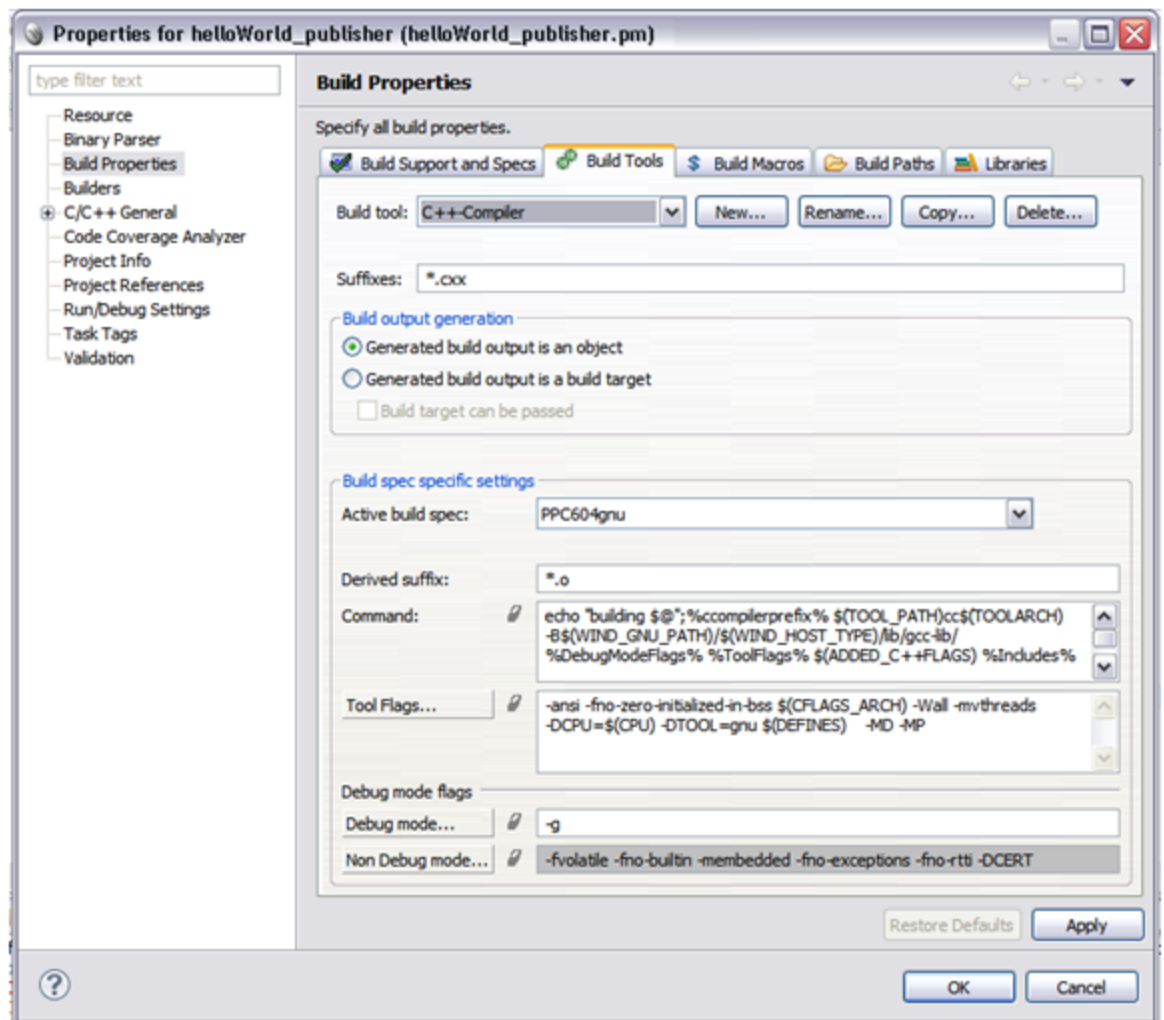 Properties for helloWorld_publisher (helloWorld_publisher.pm)
type filter text
Resource
Binary Parser
Build Properties
Builders
C/C++ General
Code Coverage Analyzer
Project Info
Project References
Run/Debug Settings
Task Tags
Validation
Build Properties
Specify all build properties.
Build Support and Specs
Build Tools
Build Macros
Build Paths
Libraries
Build tool: C++-Compiler
New...
Rename...
Copy...
Delete...
Suffixes: *.cxx
Build output generation
Generated build output is an object
Generated build output is a build target
Build target can be passed
Build spec specific settings
Active build spec: PPC604gnu
Derived suffix: *.o
Command:
echo "building $@";%ccompilerprefix% $(TOOL_PATH)cc$(TOOLARCH)
-B$(WIND_GNU_PATH)/$(WIND_HOST_TYPE)/lib/gcc-lib/
%DebugModeFlags% %ToolFlags% $(ADDED_C++FLAGS) %Includes%
Tool Flags...
-ansi -fno-zero-initialized-in-bss $(CFLAGS_ARCH) -Wall -mvthreads
-DCPU=$(CPU) -DTOOL=gnu $(DEFINES) -MD -MP
Debug mode flags
Debug mode... -g
Non Debug mode... -fvolatile -fno-builtin -membedded -fno-exceptions -fno-rtti -DCERT
Restore Defaults
Apply
?
OK
Cancel